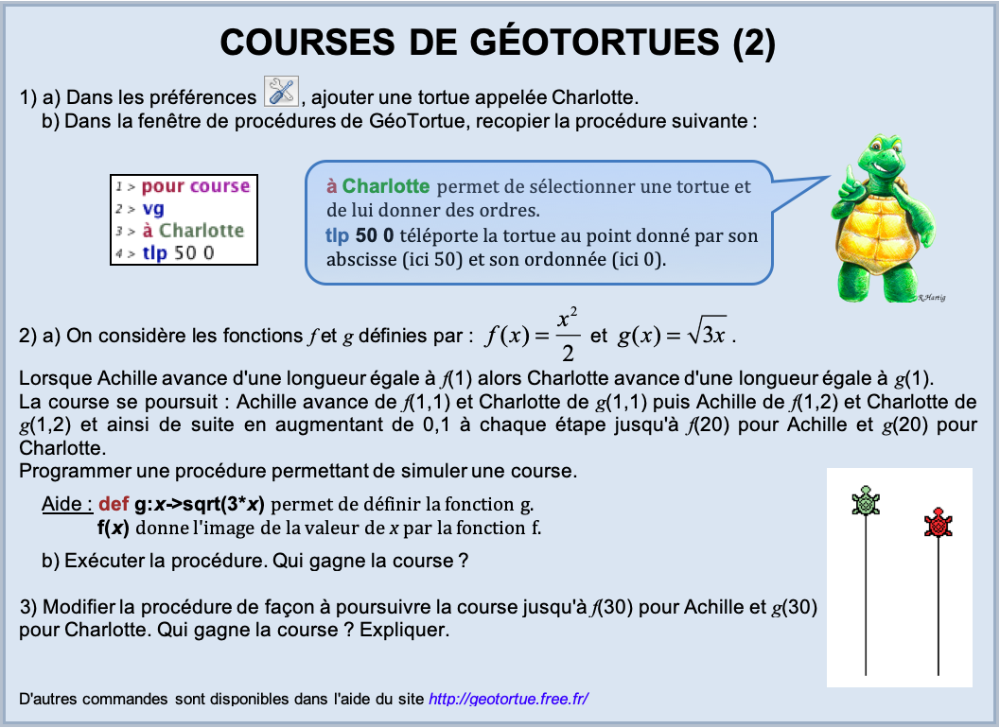 COURSES DE GÉOTORTUES (2)
1) a) Dans les préférences , ajouter une tortue appelée Charlotte.
b) Dans la fenêtre de procédures de GéoTortue, recopier la procédure suivante :
1 > pour course
2 > vg
3 > à Charlotte
4 > tlp 50 0
à Charlotte permet de sélectionner une tortue et
de lui donner des ordres.
tlp 50 0 téléporte la tortue au point donné par son
abscisse (ici 50) et son ordonnée (ici 0).
R.Hartig
2) a) On considère les fonctions f et g définies par : f(x) = x²/2 et g(x) = √3x .
Lorsque Achille avance d'une longueur égale à f(1) alors Charlotte avance d'une longueur égale à g(1).
La course se poursuit : Achille avance de f(1,1) et Charlotte de g(1,1) puis Achille de f(1,2) et Charlotte de
g(1,2) et ainsi de suite en augmentant de 0,1 à chaque étape jusqu'à f(20) pour Achille et g(20) pour
Charlotte.
Programmer une procédure permettant de simuler une course.
Aide : def g:x->sqrt(3*x) permet de définir la fonction g.
f(x) donne l'image de la valeur de x par la fonction f.
b) Exécuter la procédure. Qui gagne la course ?
3) Modifier la procédure de façon à poursuivre la course jusqu'à f(30) pour Achille et g(30)
pour Charlotte. Qui gagne la course ? Expliquer.
D'autres commandes sont disponibles dans l'aide du site http://geotortue.free.fr/